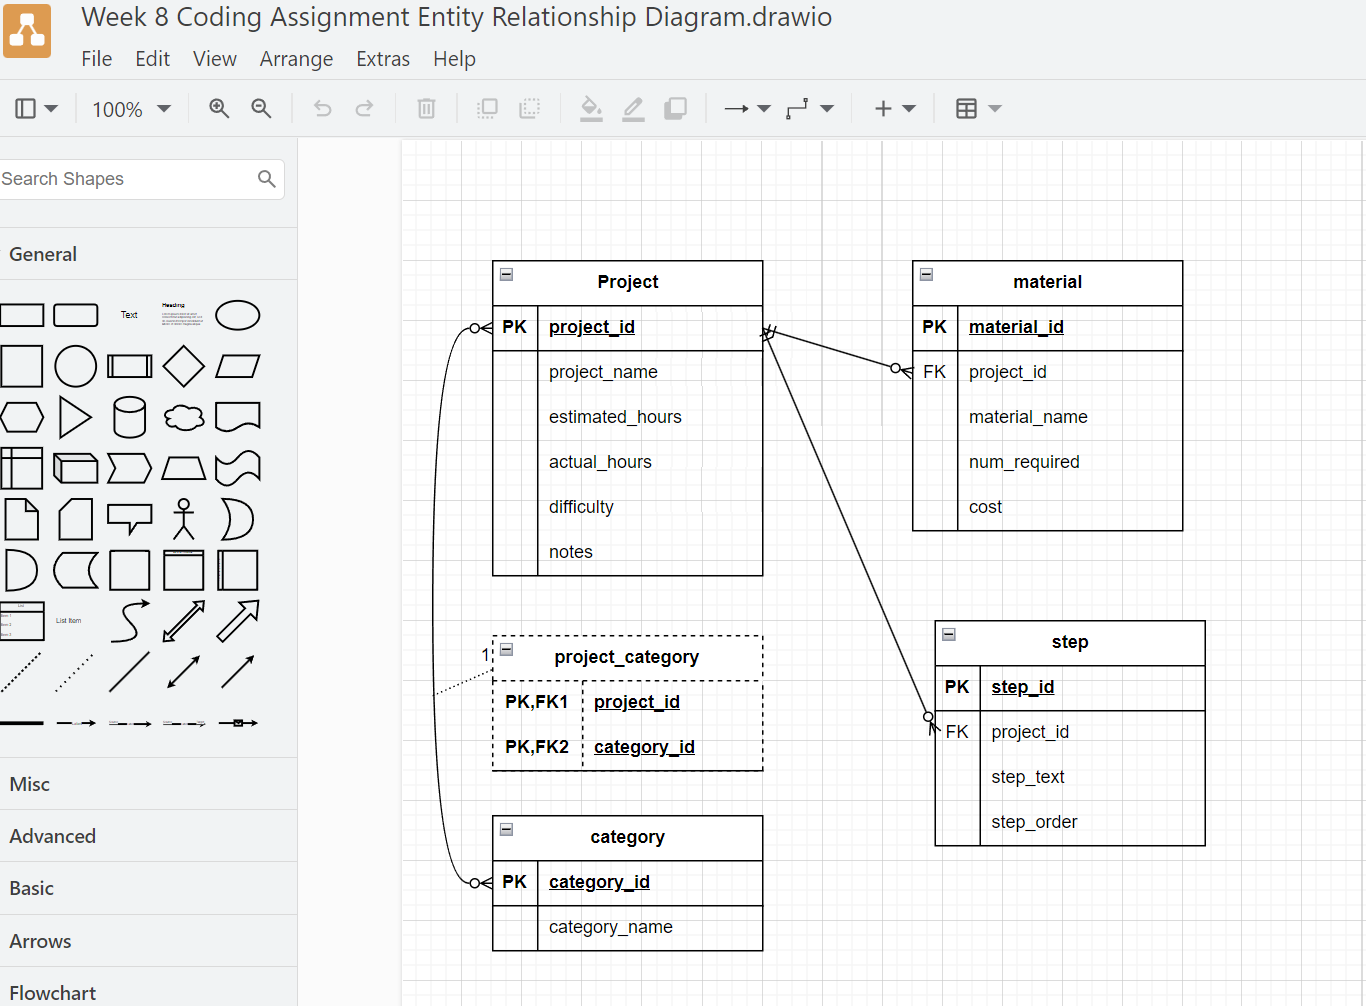 Week 8 Coding Assignment Entity Relationship Diagram.drawio
File Edit View Arrange Extras Help
100%
Search Shapes
General
Text
Heading
List Item
Misc
Advanced
Basic
Arrows
Flowchart
Project
PK project_id
project_name
estimated_hours
actual_hours
difficulty
notes
material
PK material_id
FK project_id
material_name
num_required
cost
1
project_category
PK,FK1 project_id
PK,FK2 category_id
step
PK step_id
FK project_id
step_text
step_order
category
PK category_id
category_name